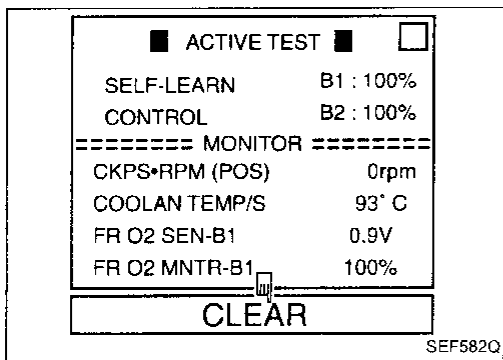 ACTIVE TEST
SELF-LEARN B1 : 100%
CONTROL B2 : 100%
======== MONITOR ========
CKPS•RPM (POS) 0rpm
COOLAN TEMP/S 93° C
FR O2 SEN-B1 0.9V
FR O2 MNTR-B1 100%
CLEAR
SEF582Q